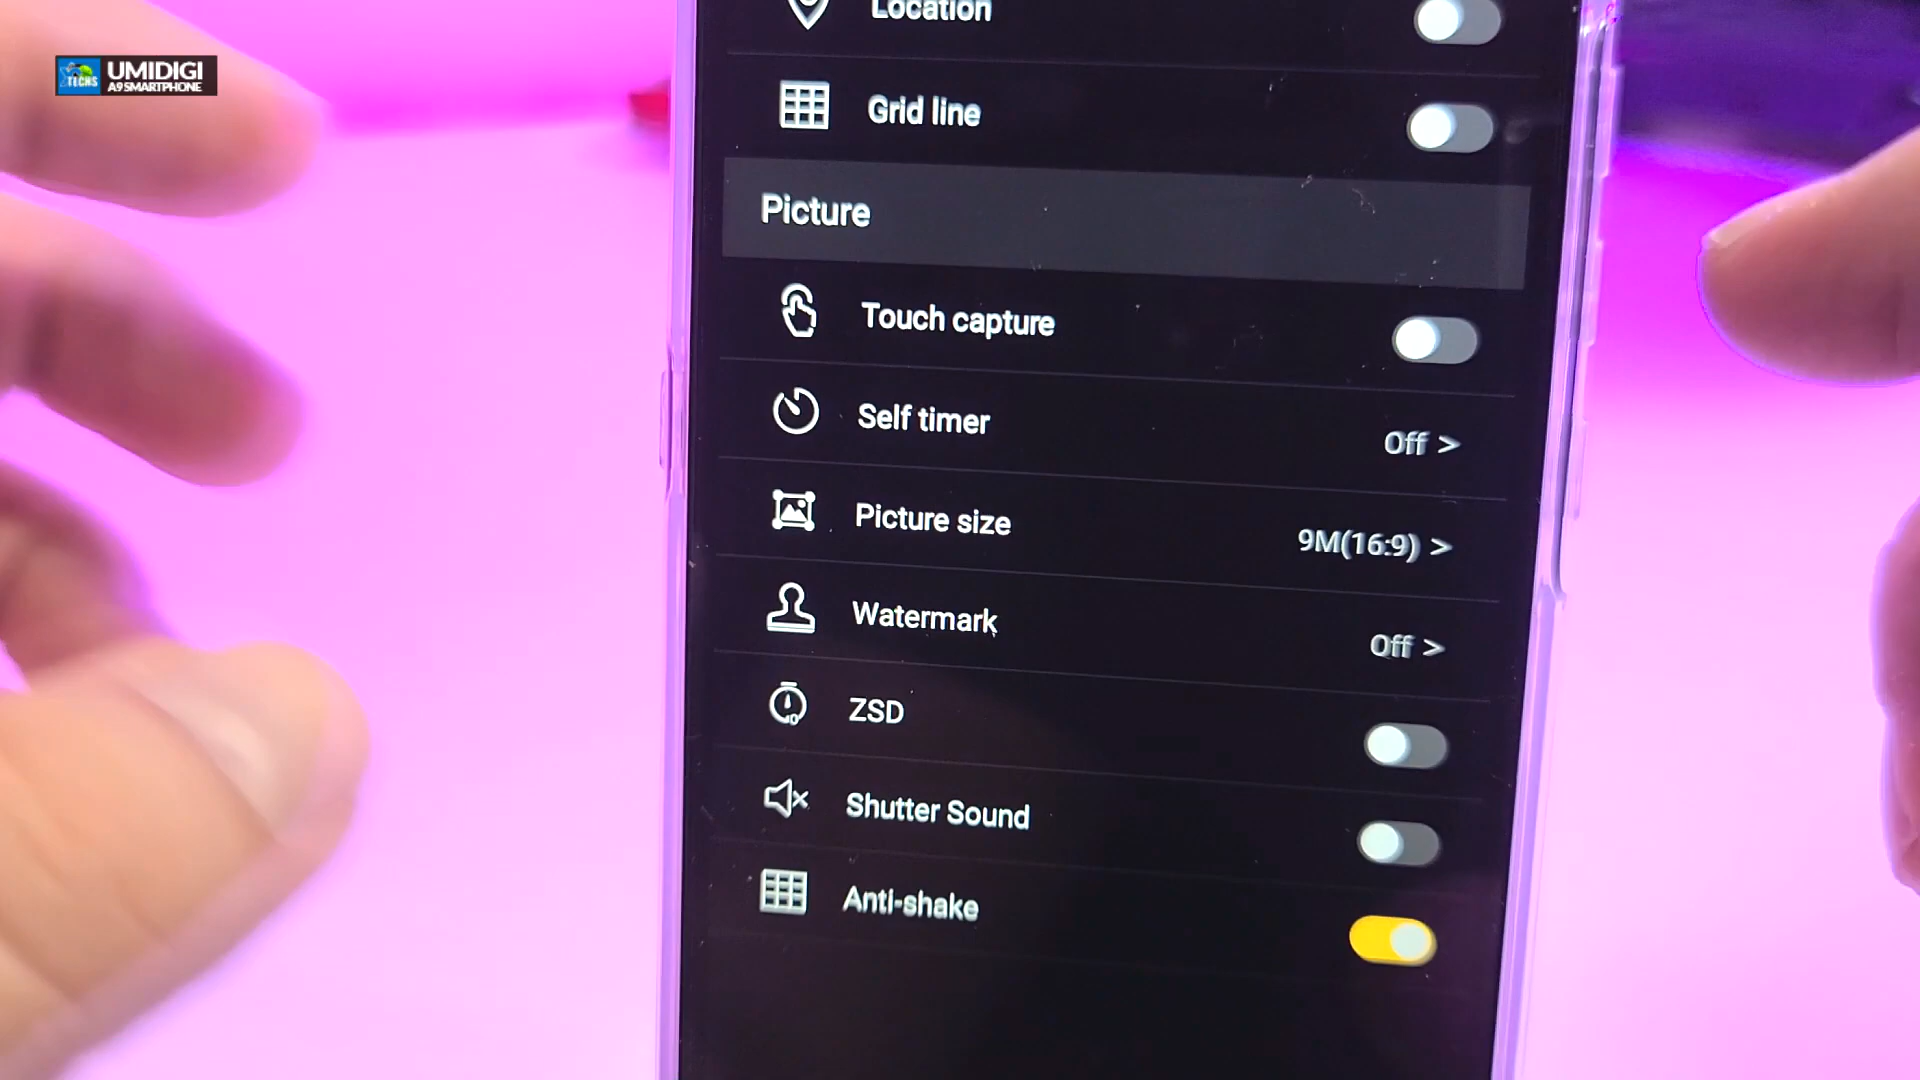 TECHS
UMIDIGI
A9 SMARTPHONE
Location
Grid line
Picture
Touch capture
Self timer
Off >
Picture size
9M(16:9) >
Watermark
Off >
ZSD
Shutter Sound
Anti-shake